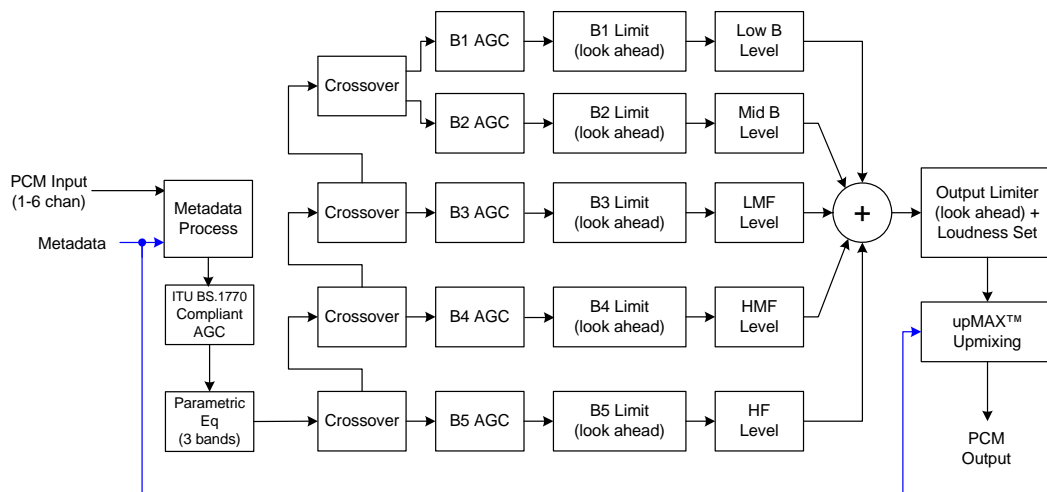 PCM Input
(1-6 chan)
Metadata
Metadata
Process
ITU BS.1770
Compliant
AGC
Parametric
Eq
(3 bands)
Crossover
B1 AGC
B1 Limit
(look ahead)
Low B
Level
B2 AGC
B2 Limit
(look ahead)
Mid B
Level
Crossover
B3 AGC
B3 Limit
(look ahead)
LMF
Level
Crossover
B4 AGC
B4 Limit
(look ahead)
HMF
Level
Crossover
B5 AGC
B5 Limit
(look ahead)
HF
Level
+
Output Limiter
(look ahead) +
Loudness Set
upMAX™
Upmixing
PCM
Output